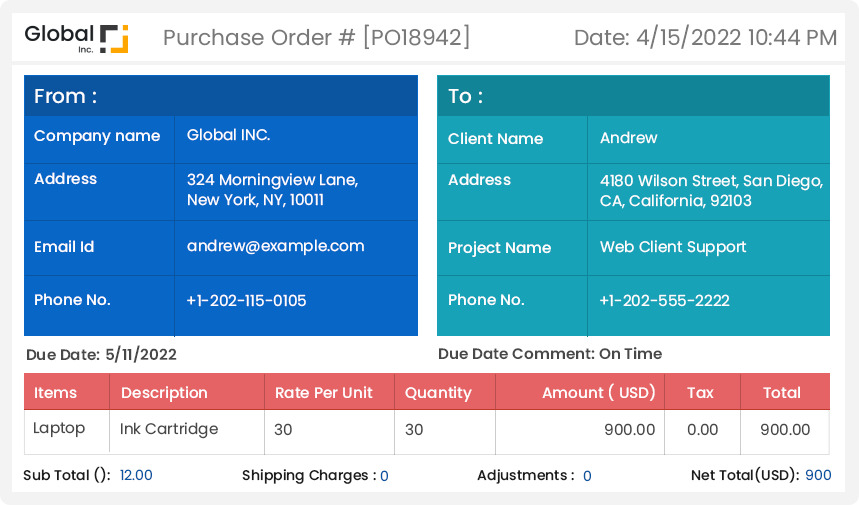 Global
Inc.
Purchase Order # [PO18942]
Date: 4/15/2022 10:44 PM
From :
Company name Global INC.
Address 324 Morningview Lane,
New York, NY, 10011
Email Id andrew@example.com
Phone No. +1-202-115-0105
To :
Client Name Andrew
Address 4180 Wilson Street, San Diego,
CA, California, 92103
Project Name Web Client Support
Phone No. +1-202-555-2222
Due Date: 5/11/2022
Due Date Comment: On Time
Items Description Rate Per Unit Quantity Amount ( USD) Tax Total
Laptop Ink Cartridge 30 30 900.00 0.00 900.00
Sub Total (): 12.00 Shipping Charges : 0 Adjustments : 0 Net Total(USD): 900